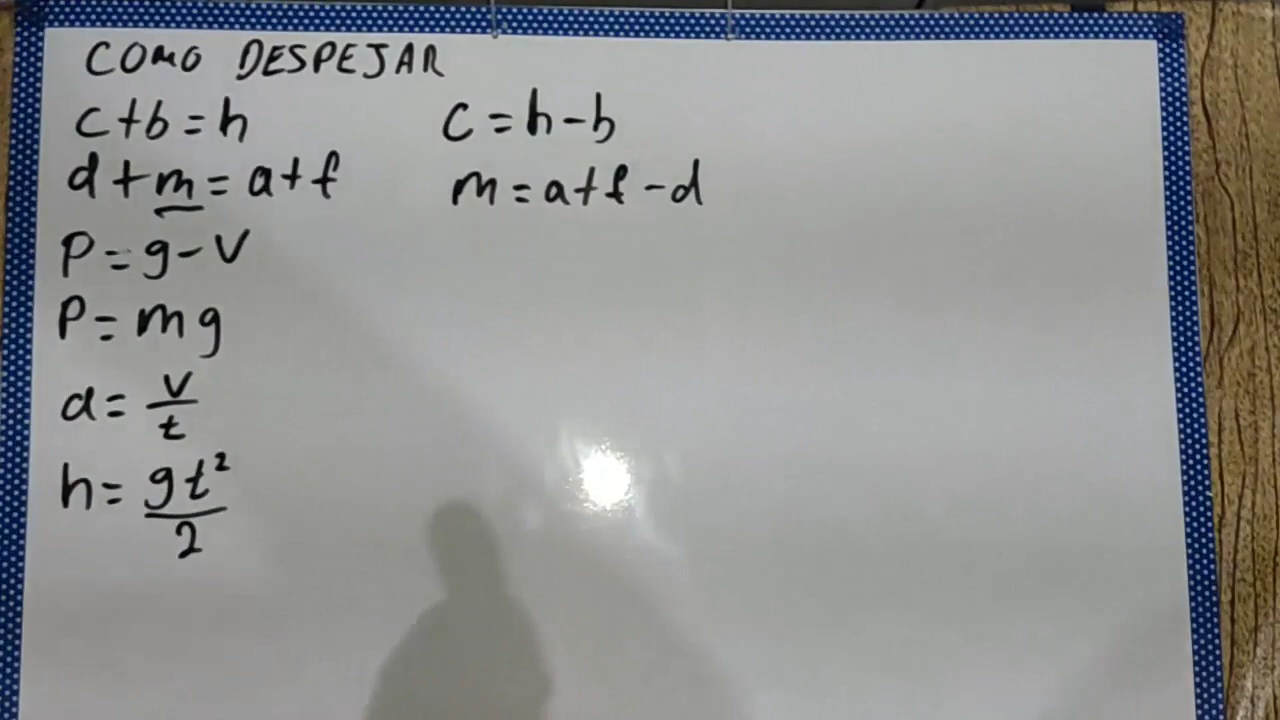 COMO DESPEJAR
c+b=h C=h-b
d+m=a+f m=a+f-d
P=g-V
P=mg
a=v/t
h=gt²/2